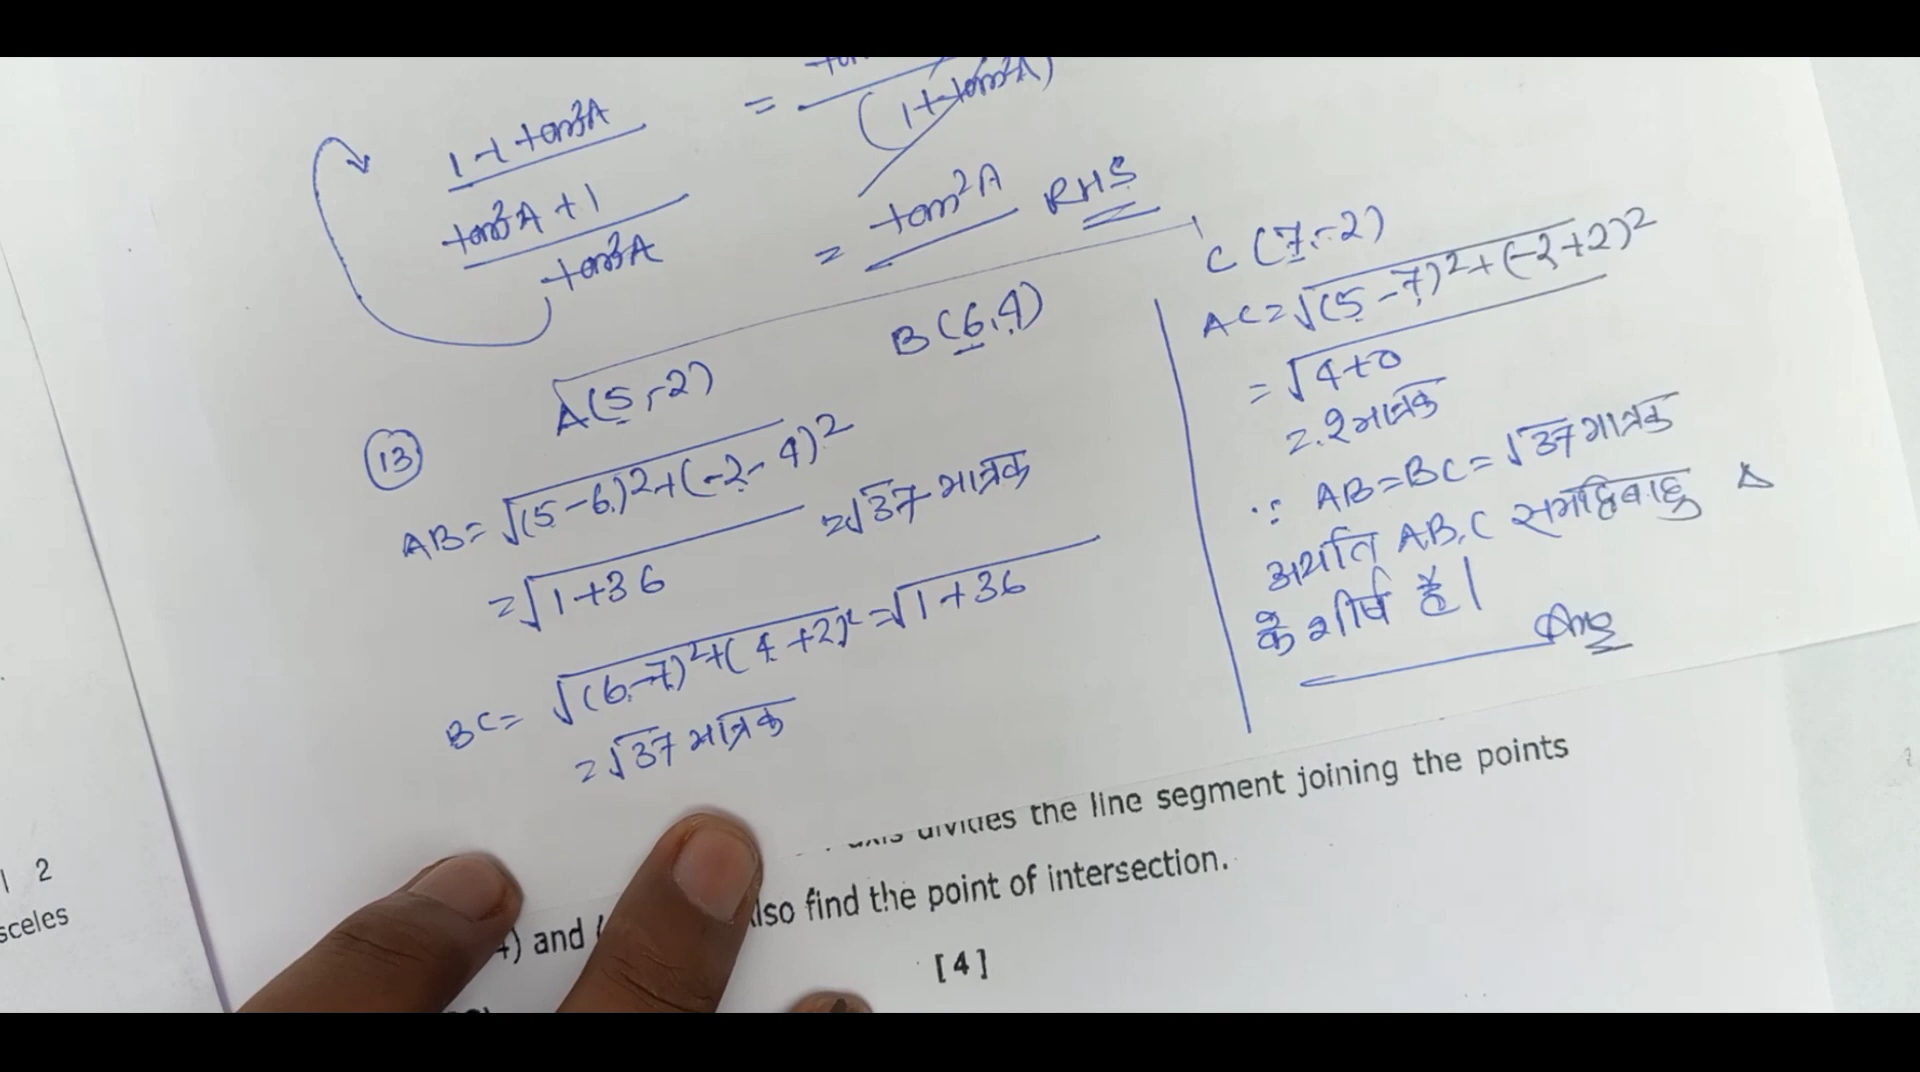 1 + tan²A
tan²A + 1
tan²A
=
(1+tan²A)
= tan²A RHS
(13) A(5,-2) B(6,4)
AB = √(5-6)²+(-2-4)²
= √1+36 = √37 मात्रक
BC = √(6-7)²+(4+2)² = √1+36
= √37 मात्रक
C (7,-2)
AC = √(5-7)²+(-2+2)²
= √4+0
= 2 मात्रक
∵ AB=BC= √37 मात्रक
अर्थात A,B,C समद्विबाहु Δ
के शीर्ष हैं।
Ans
divides the line segment joining the points
) and
lso find the point of intersection.
[4]
2
sceles